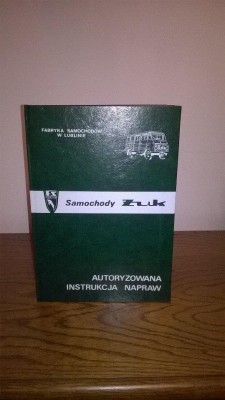 FABRYKA SAMOCHODÓW
W LUBLINIE
Samochody Żuk
AUTORYZOWANA
INSTRUKCJA NAPRAW